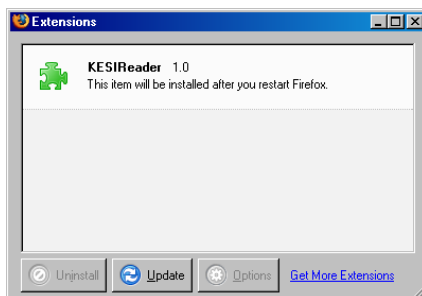 Extensions
KESIReader 1.0
This item will be installed after you restart Firefox.
Uninstall Update Options Get More Extensions